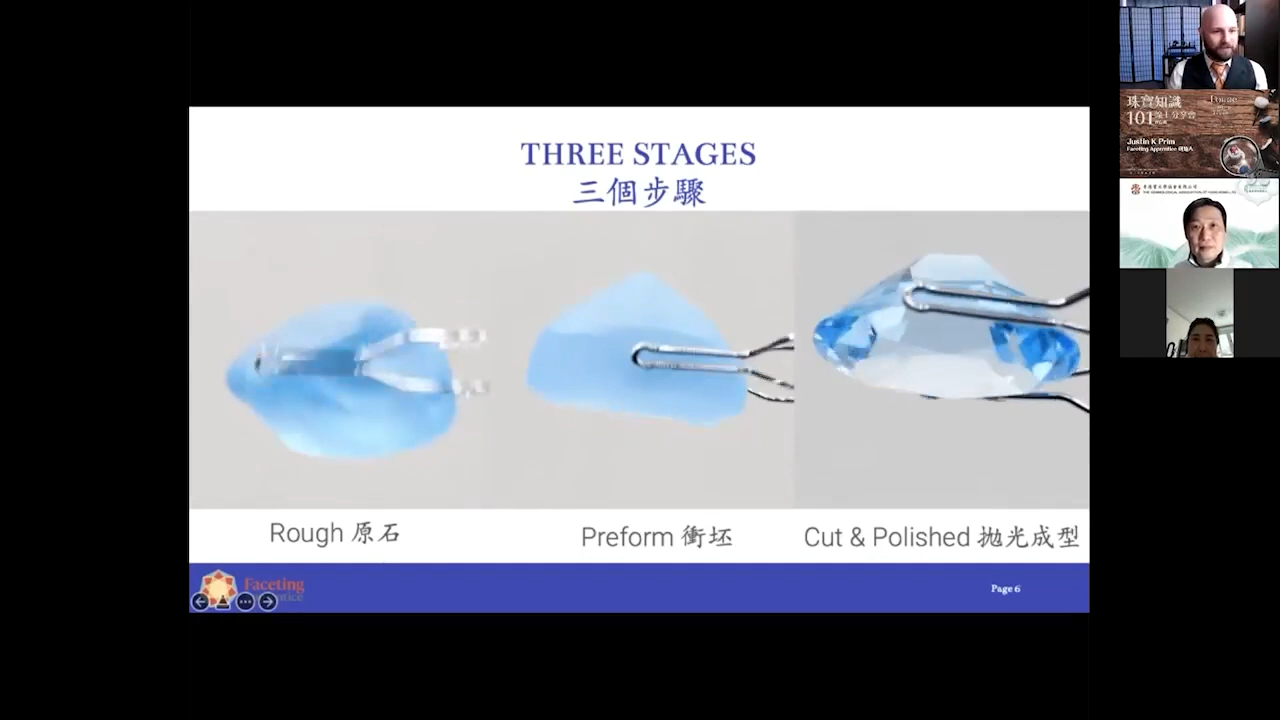 THREE STAGES
三個步驟
Rough 原石
Preform 衝坯
Cut & Polished 拋光成型
Faceting
Page 6
珠寶知識
101
Justin K Prim